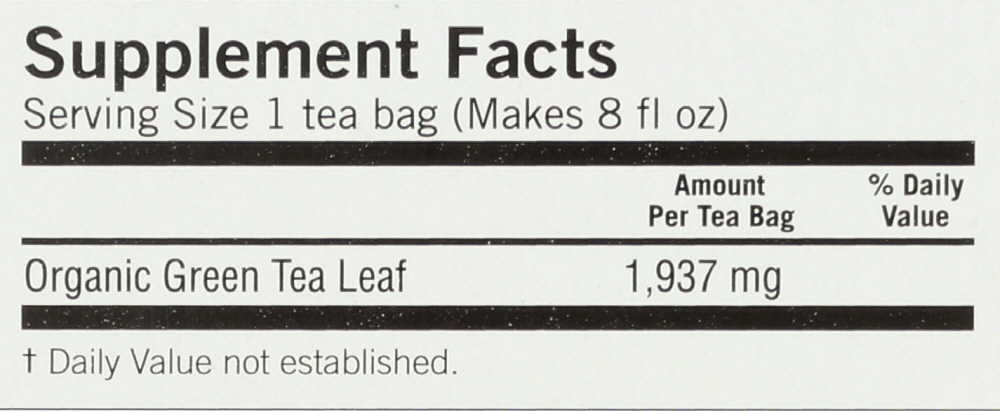 Supplement Facts
Serving Size 1 tea bag (Makes 8 fl oz)
Amount Per Tea Bag
% Daily Value
Organic Green Tea Leaf 1,937 mg
† Daily Value not established.